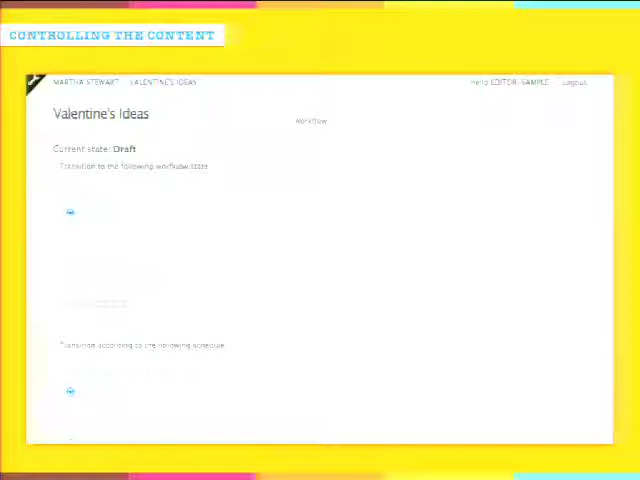 CONTROLLING THE CONTENT
MARTHA STEWART VALENTINE'S IDEAS
Hello EDITOR: SAMPLE Logout
Valentine's Ideas
Workflow
Current state: Draft
Transition to the following workflow state
Transition according to the following schedule